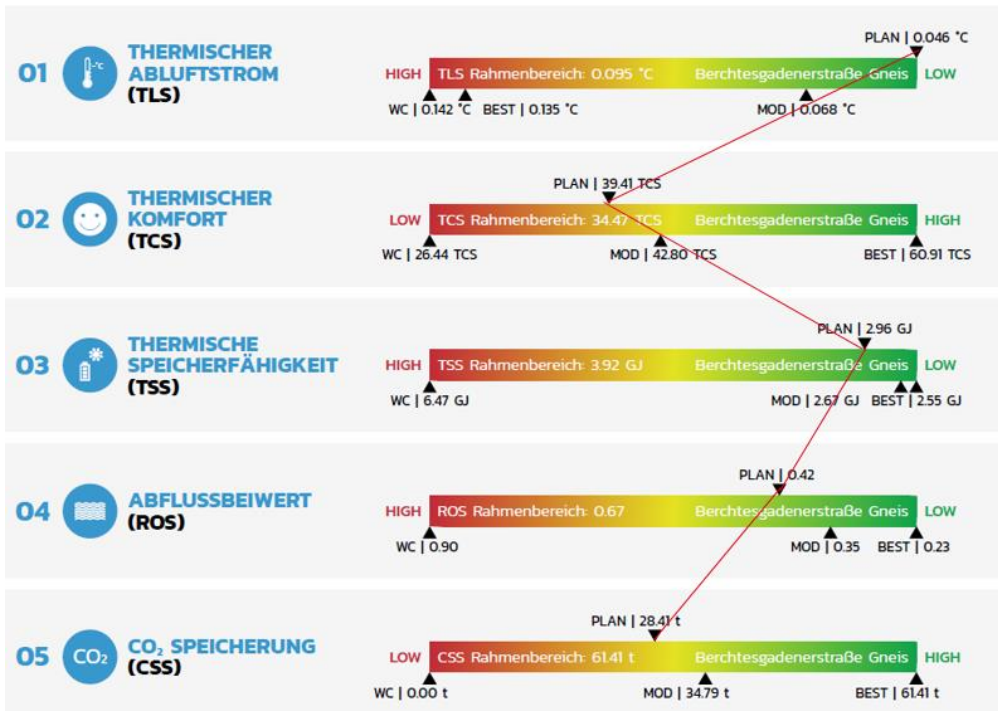 PLAN | 0.046 °C
01
THERMISCHER
ABLUFTSTROM
(TLS)
HIGH TLS Rahmenbereich: 0.095 °C Berchtesgadenerstraße Gneis LOW
WC | 0.142 °C BEST | 0.135 °C MOD | 0.068 °C
PLAN | 39.41 TCS
02
THERMISCHER
KOMFORT
(TCS)
LOW TCS Rahmenbereich: 34.47 TCS Berchtesgadenerstraße Gneis HIGH
WC | 26.44 TCS MOD | 42.80 TCS BEST | 60.91 TCS
PLAN | 2.96 GJ
03
THERMISCHE
SPEICHERFÄHIGKEIT
(TSS)
HIGH TSS Rahmenbereich: 3.92 GJ Berchtesgadenerstraße Gneis LOW
WC | 6.47 GJ MOD | 2.67 GJ BEST | 2.55 GJ
PLAN | 0.42
04
ABFLUSSBEIWERT
(ROS)
HIGH ROS Rahmenbereich: 0.67 Berchtesgadenerstraße Gneis LOW
WC | 0.90 MOD | 0.35 BEST | 0.23
PLAN | 28.41 t
05
CO₂
CO₂ SPEICHERUNG
(CSS)
LOW CSS Rahmenbereich: 61.41 t Berchtesgadenerstraße Gneis HIGH
WC | 0.00 t MOD | 34.79 t BEST | 61.41 t